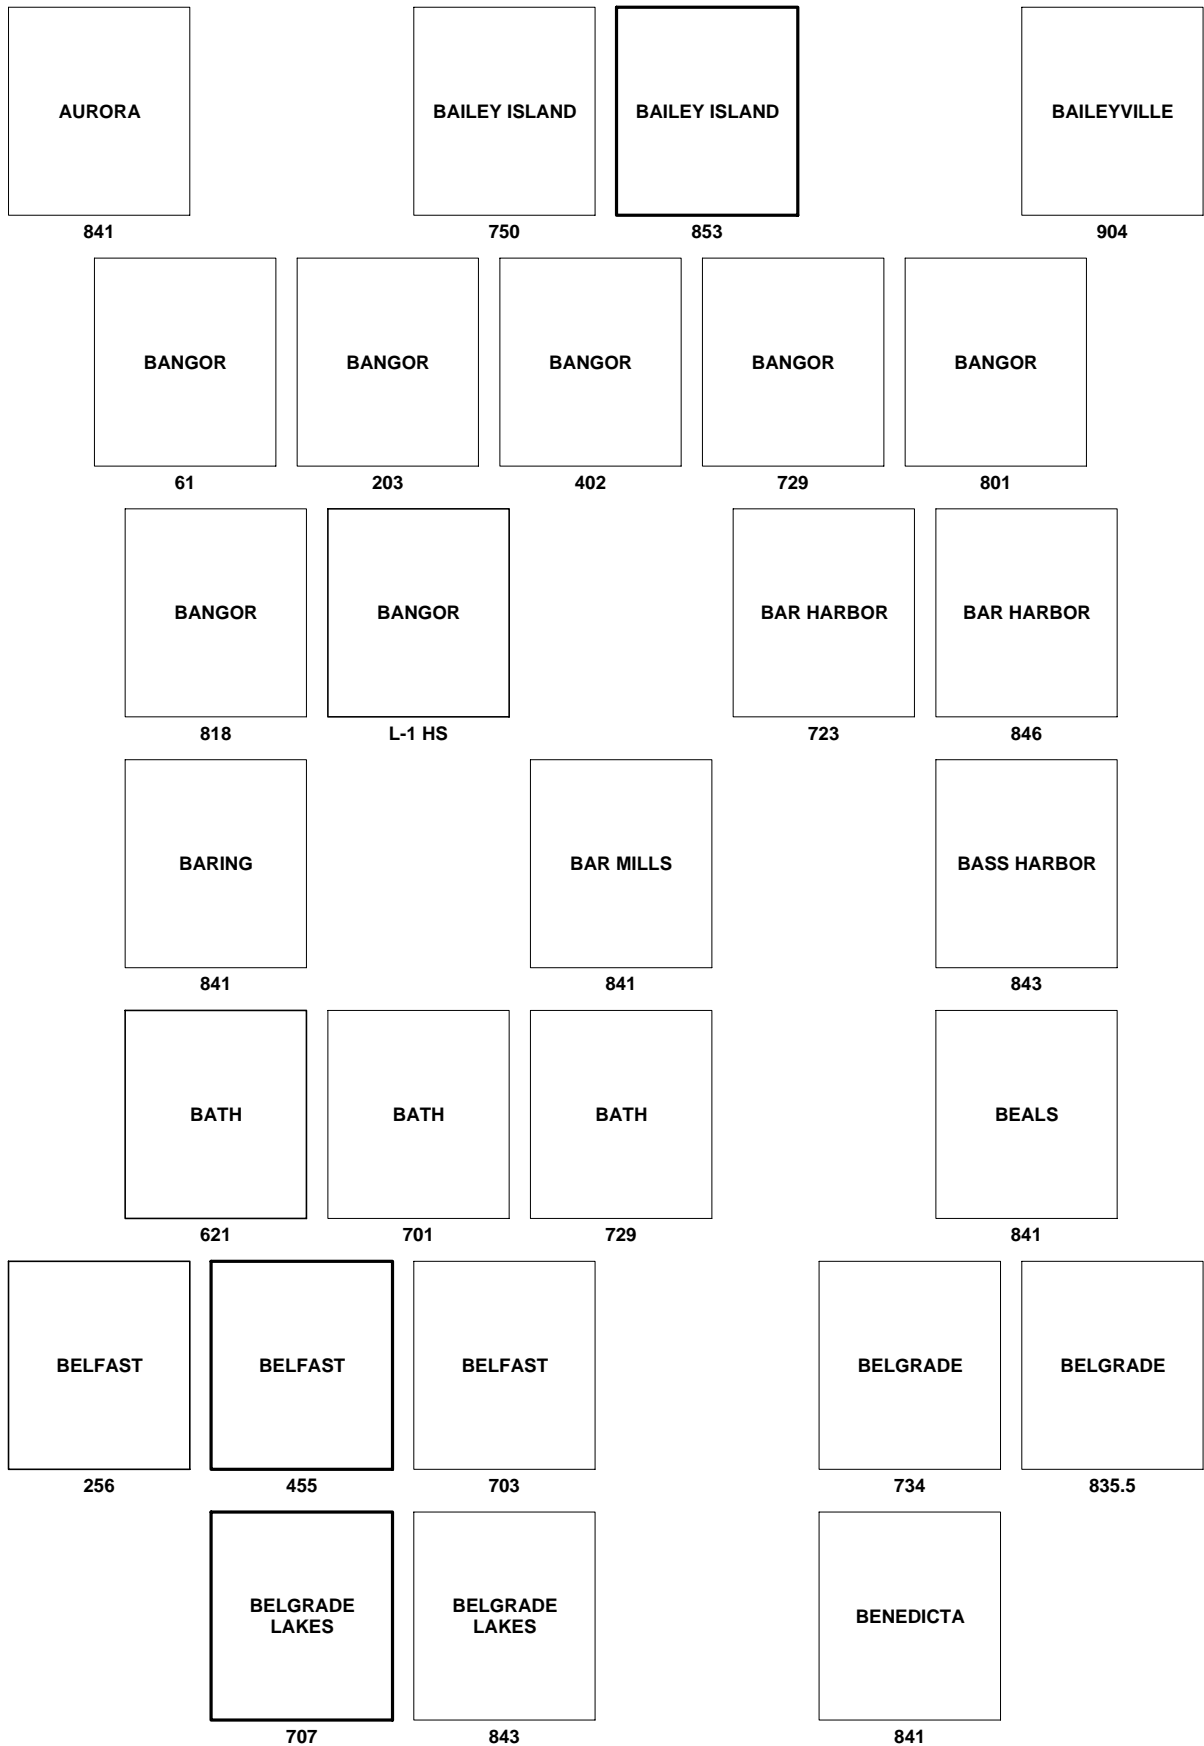 AURORA
BAILEY ISLAND
BAILEY ISLAND
BAILEYVILLE
841
750
853
904
BANGOR
BANGOR
BANGOR
BANGOR
BANGOR
61
203
402
729
801
BANGOR
BANGOR
BAR HARBOR
BAR HARBOR
818
L-1 HS
723
846
BARING
BAR MILLS
BASS HARBOR
841
841
843
BATH
BATH
BATH
BEALS
621
701
729
841
BELFAST
BELFAST
BELFAST
BELGRADE
BELGRADE
256
455
703
734
835.5
BELGRADE
LAKES
BELGRADE
LAKES
BENEDICTA
707
843
841